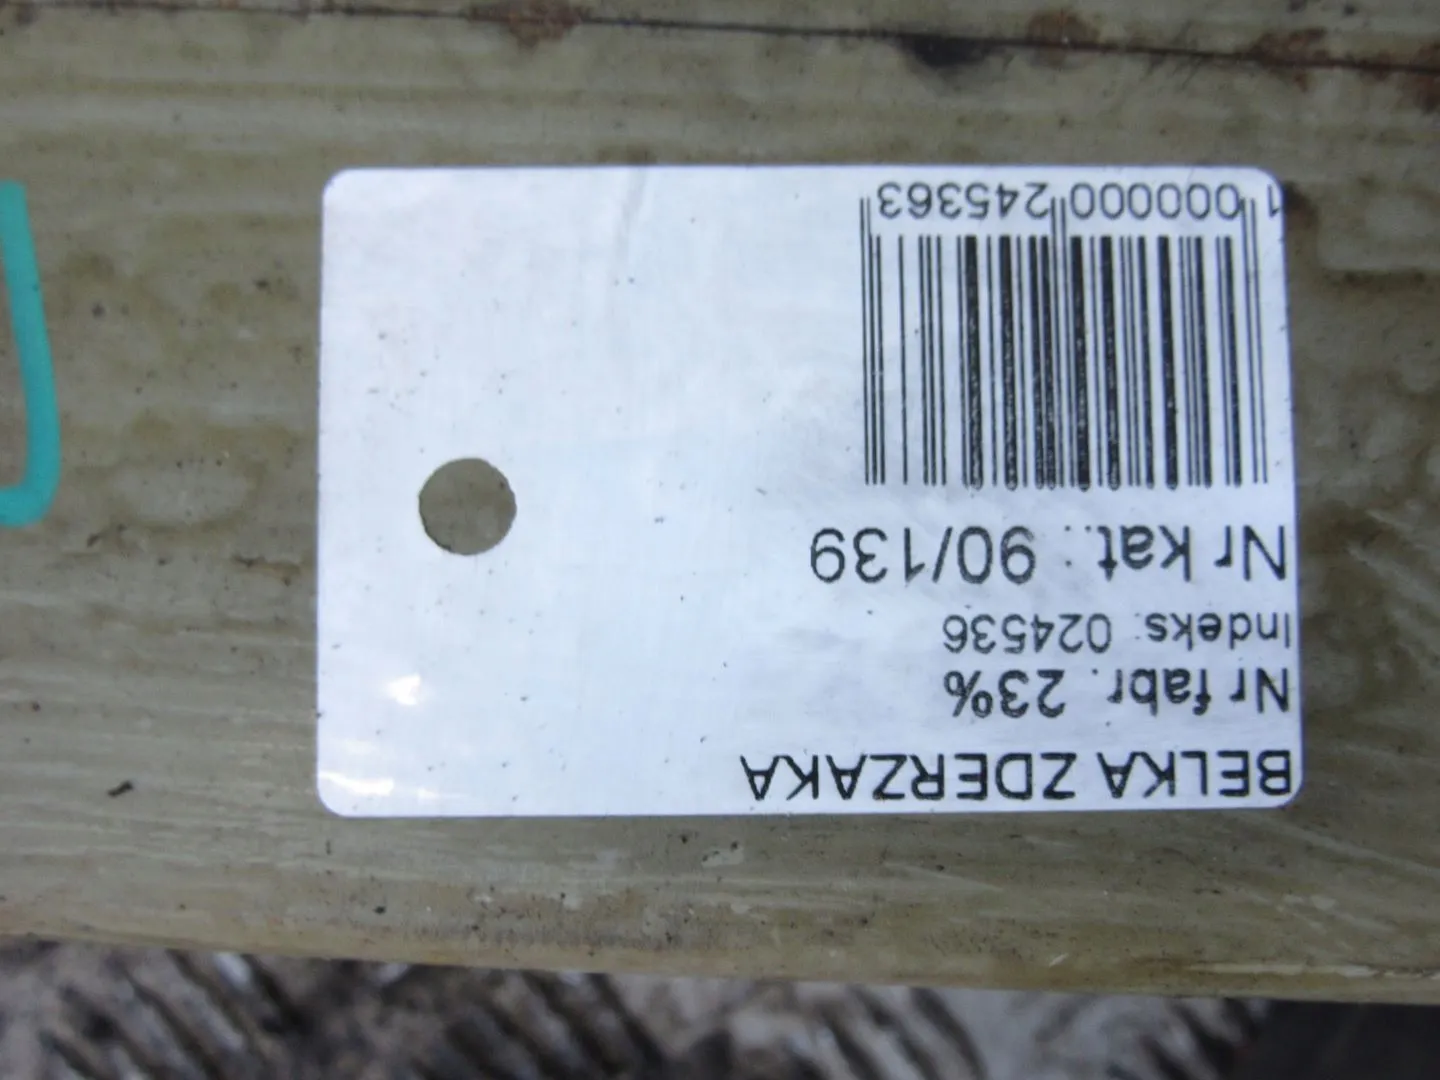 BELKA ZDERZAKA
Nr fabr. 23%
Indeks: 024536
Nr kat.: 90/139
1 000000 245363